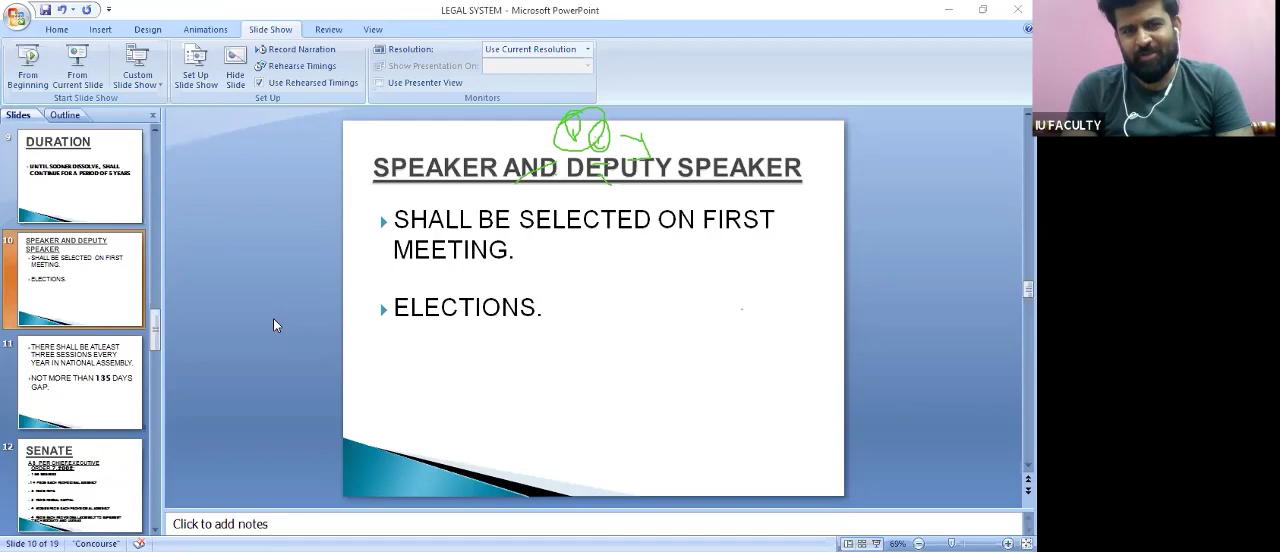 LEGAL SYSTEM - Microsoft PowerPoint
Home Insert Design Animations Slide Show Review View
From Beginning
From Current Slide
Custom Slide Show
Start Slide Show
Set Up Slide Show
Hide Slide
Record Narration
Rehearse Timings
Use Rehearsed Timings
Set Up
Resolution: Use Current Resolution
Show Presentation On:
Use Presenter View
Monitors
IU FACULTY
Slides Outline
9
DURATION
UNTIL SOONER DISSOLVE, SHALL
CONTINUE FOR A PERIOD OF 5 YEARS
10
SPEAKER AND DEPUTY
SPEAKER
SHALL BE SELECTED ON FIRST
MEETING.
ELECTIONS.
11
THERE SHALL BE ATLEAST
THREE SESSIONS EVERY
YEAR IN NATIONAL ASSEMBLY.
NOT MORE THAN 135 DAYS
GAP.
12
SENATE
SPEAKER AND DEPUTY SPEAKER
SHALL BE SELECTED ON FIRST
MEETING.
ELECTIONS.
Click to add notes
Slide 10 of 19 "Concourse" 69%